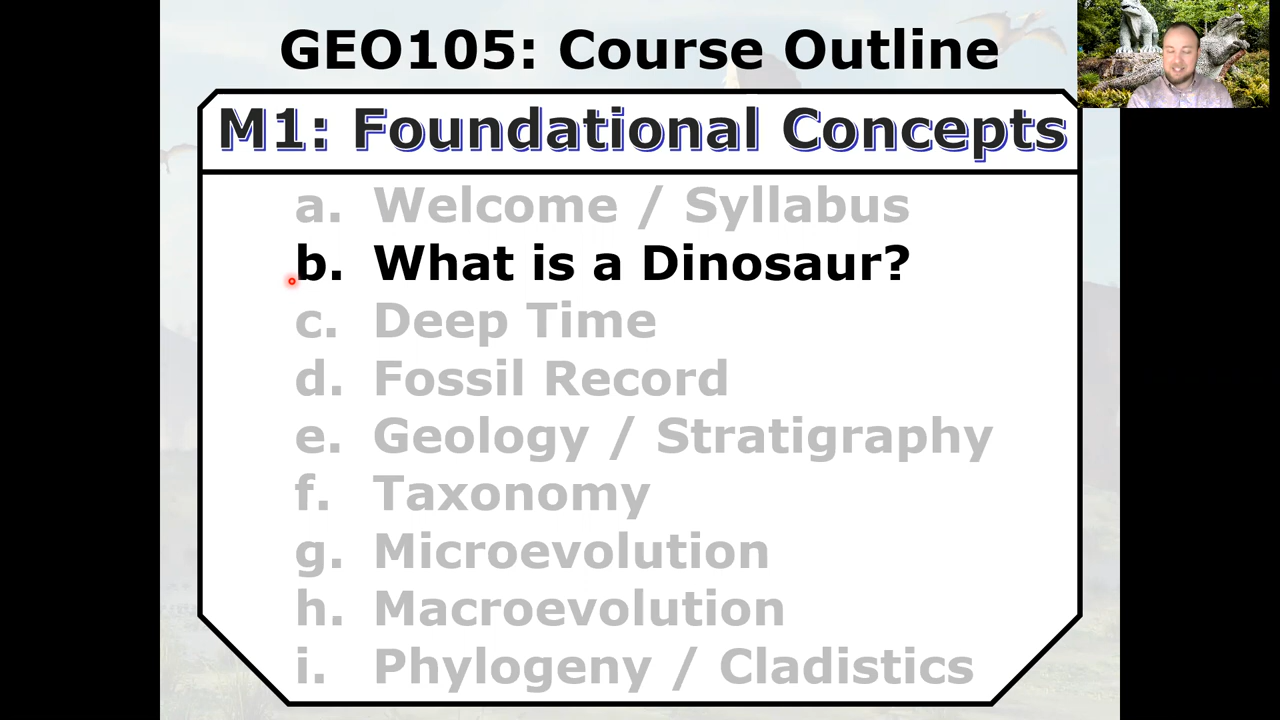 GEO105: Course Outline
M1: Foundational Concepts
a. Welcome / Syllabus
b. What is a Dinosaur?
c. Deep Time
d. Fossil Record
e. Geology / Stratigraphy
f. Taxonomy
g. Microevolution
h. Macroevolution
i. Phylogeny / Cladistics